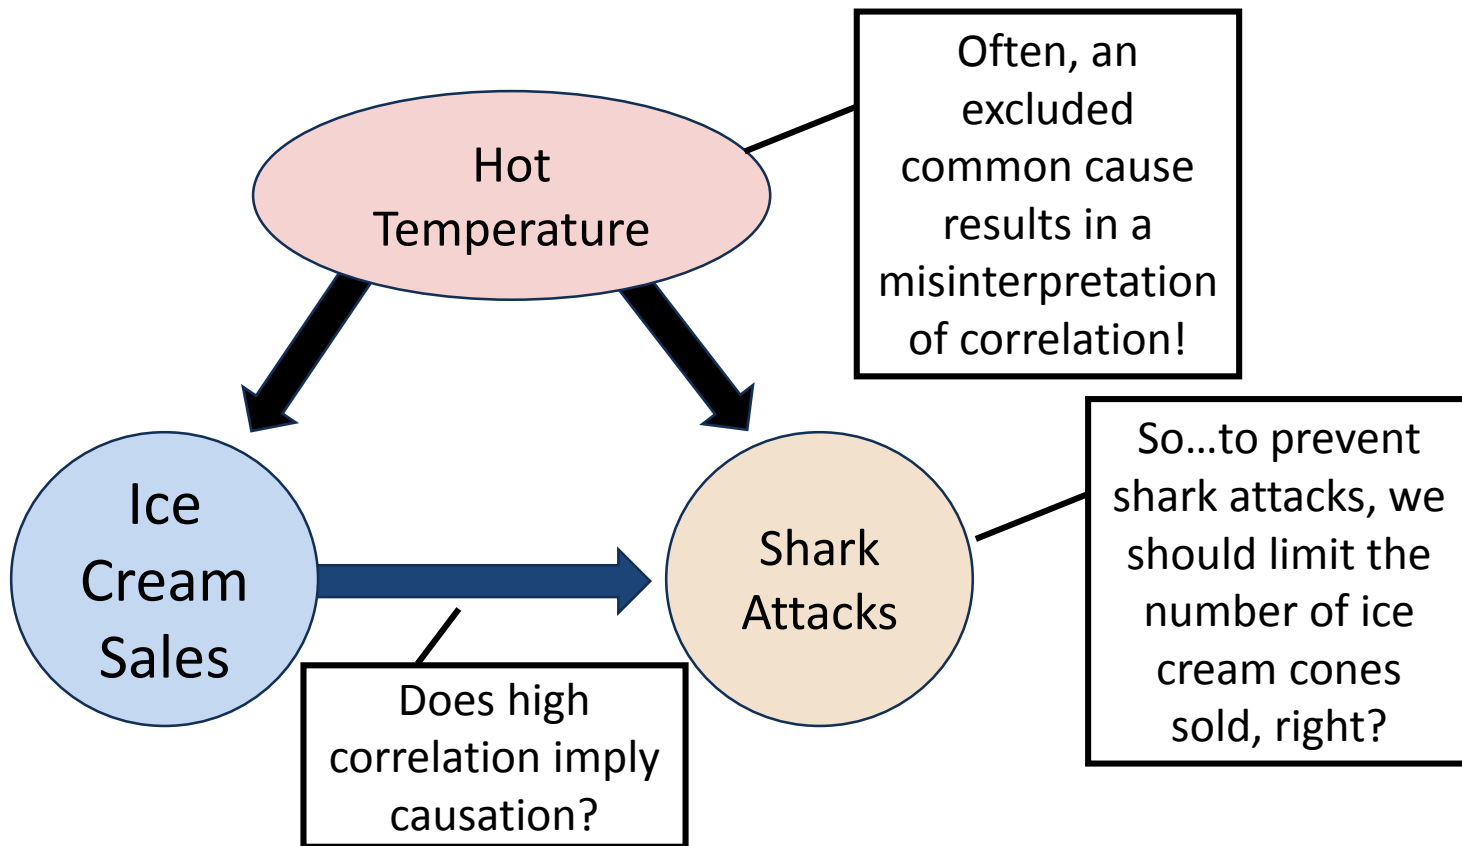 Often, an
excluded
common cause
results in a
misinterpretation
of correlation!
Hot
Temperature
So...to prevent
shark attacks, we
should limit the
number of ice
cream cones
sold, right?
Ice
Cream
Sales
Shark
Attacks
Does high
correlation imply
causation?